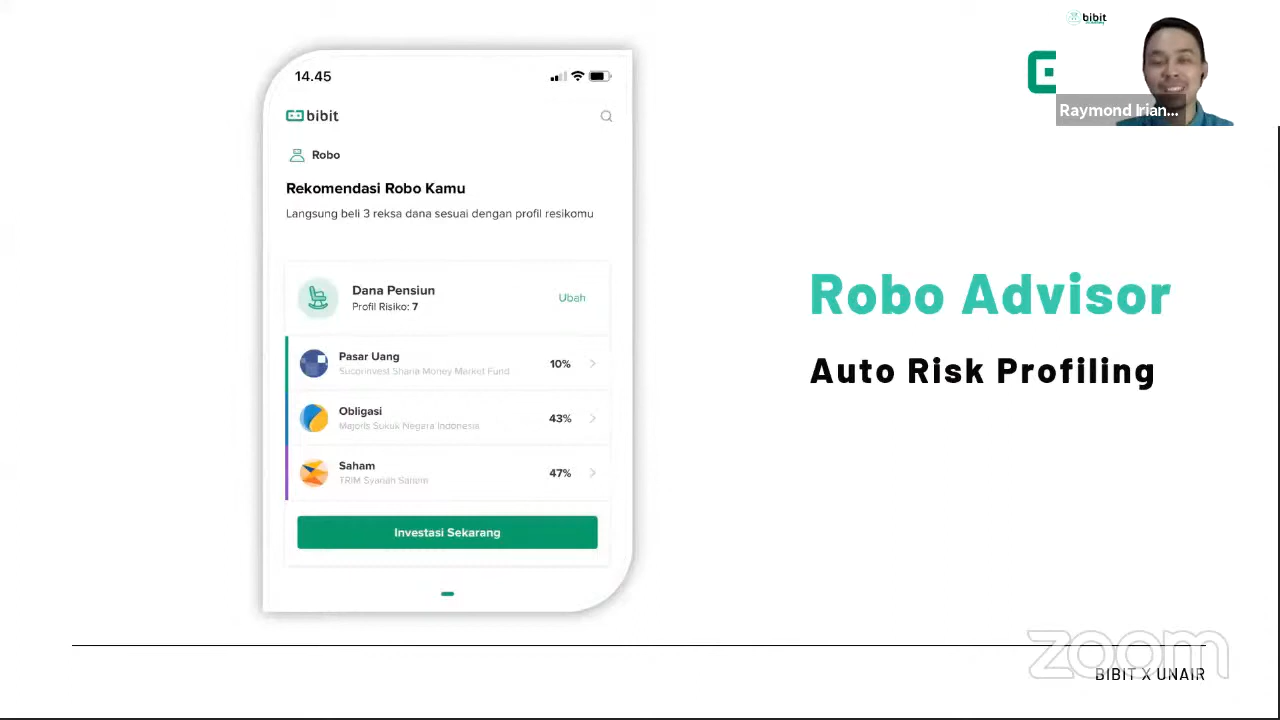 14.45
bibit
Robo
Rekomendasi Robo Kamu
Langsung beli 3 reksa dana sesuai dengan profil resikomu
Dana Pensiun
Profil Risiko: 7
Ubah
Pasar Uang
Sucorinvest Sharia Money Market Fund
10%
Obligasi
Majoris Sukuk Negara Indonesia
43%
Saham
TRIM Syariah Saham
47%
Investasi Sekarang
bibit
Raymond Irian...
Robo Advisor
Auto Risk Profiling
zoom
BIBIT X UNAIR